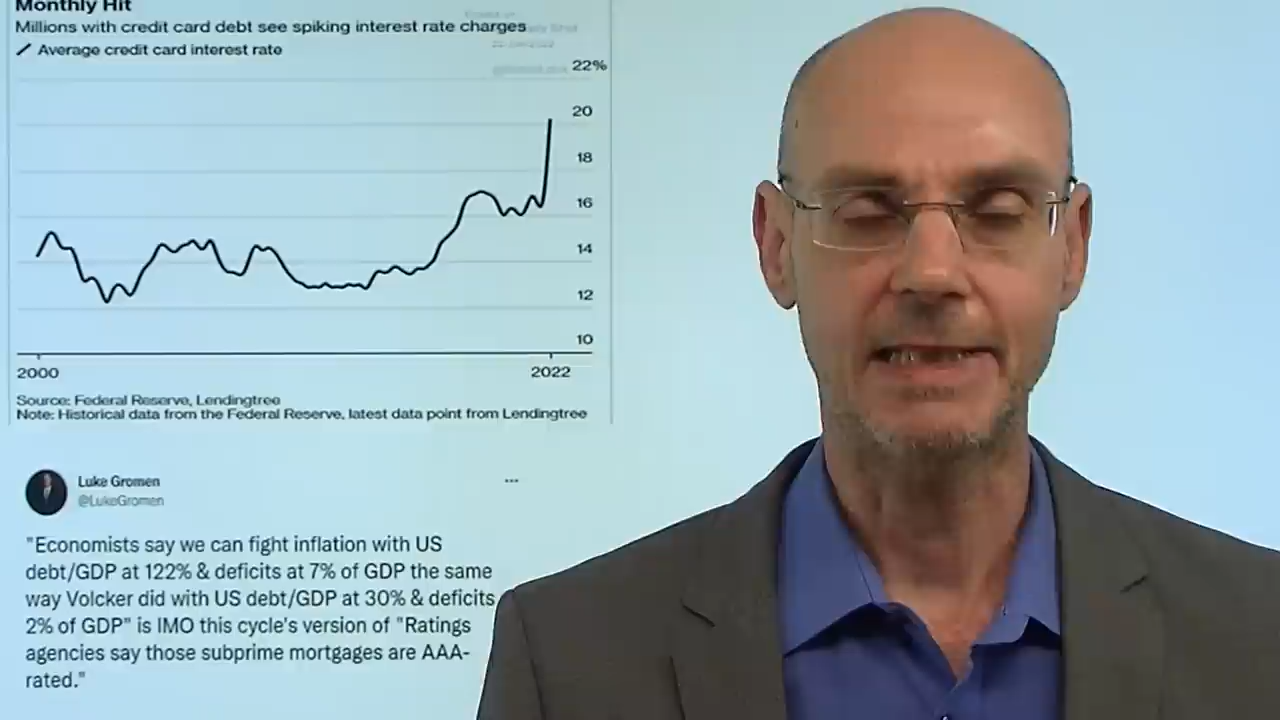 Monthly Hit
Millions with credit card debt see spiking interest rate charges
Average credit card interest rate
22%
20
18
16
14
12
10
2000
2022
Source: Federal Reserve, Lendingtree
Note: Historical data from the Federal Reserve, latest data point from Lendingtree
Luke Gromen
@LukeGromen
...
"Economists say we can fight inflation with US
debt/GDP at 122% & deficits at 7% of GDP the same
way Volcker did with US debt/GDP at 30% & deficits
2% of GDP" is IMO this cycle's version of "Ratings
agencies say those subprime mortgages are AAA-
rated."